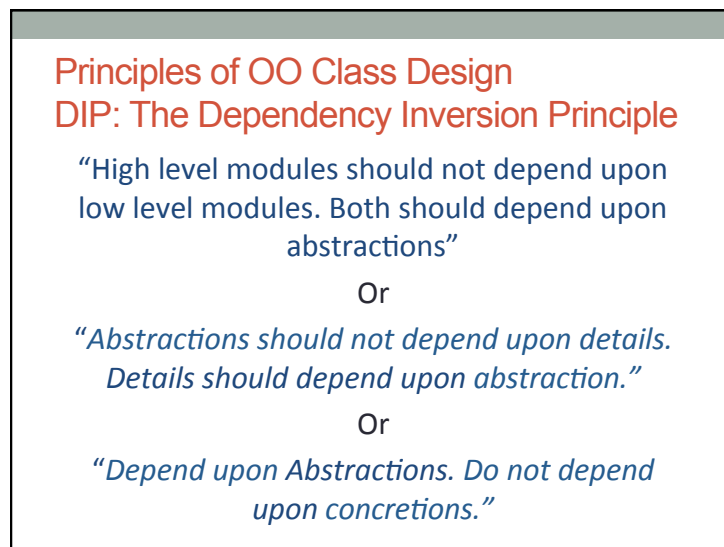 Principles of OO Class Design
DIP: The Dependency Inversion Principle
“High level modules should not depend upon
low level modules. Both should depend upon
abstractions”
Or
“Abstractions should not depend upon details.
Details should depend upon abstraction.”
Or
“Depend upon Abstractions. Do not depend
upon concretions.”